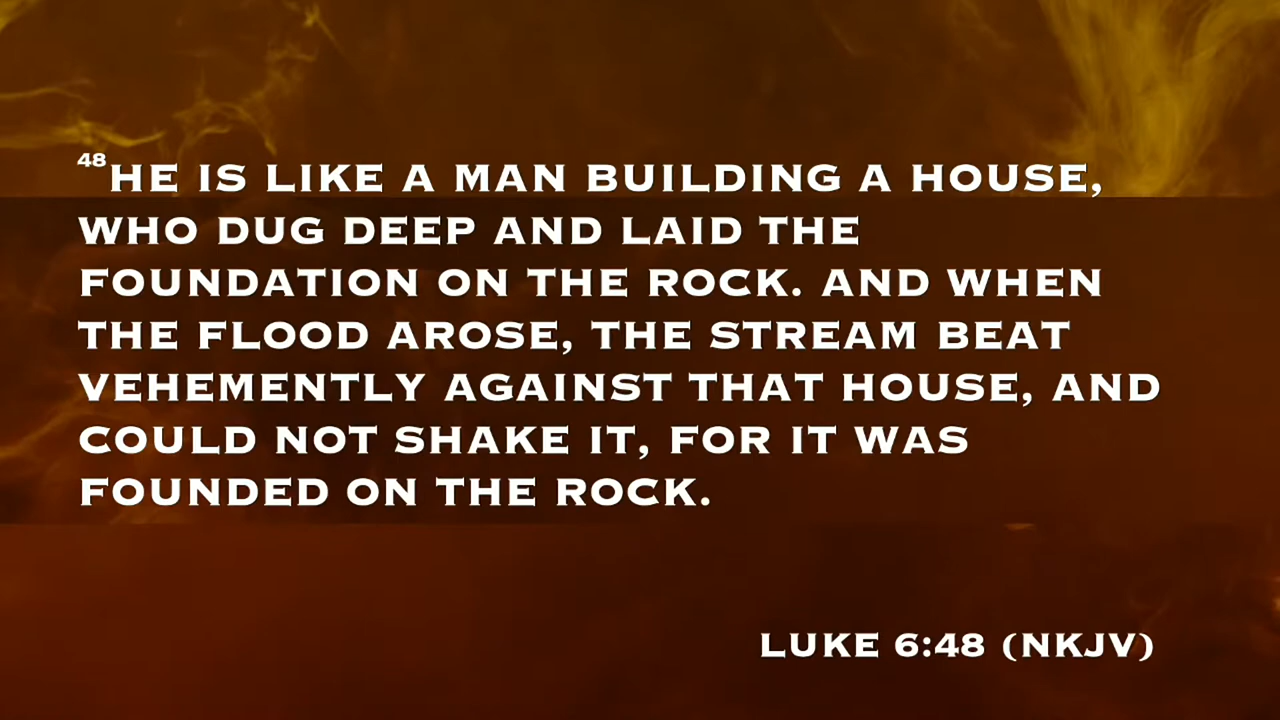 48HE IS LIKE A MAN BUILDING A HOUSE,
WHO DUG DEEP AND LAID THE
FOUNDATION ON THE ROCK. AND WHEN
THE FLOOD AROSE, THE STREAM BEAT
VEHEMENTLY AGAINST THAT HOUSE, AND
COULD NOT SHAKE IT, FOR IT WAS
FOUNDED ON THE ROCK.
LUKE 6:48 (NKJV)